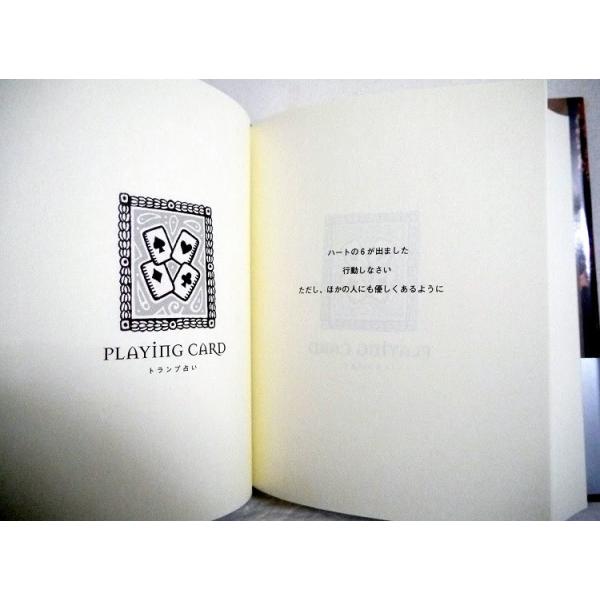 PLAYING CARD
トランプ占い
ハートの6が出ました
行動しなさい
ただし、ほかの人にも優しくあるように